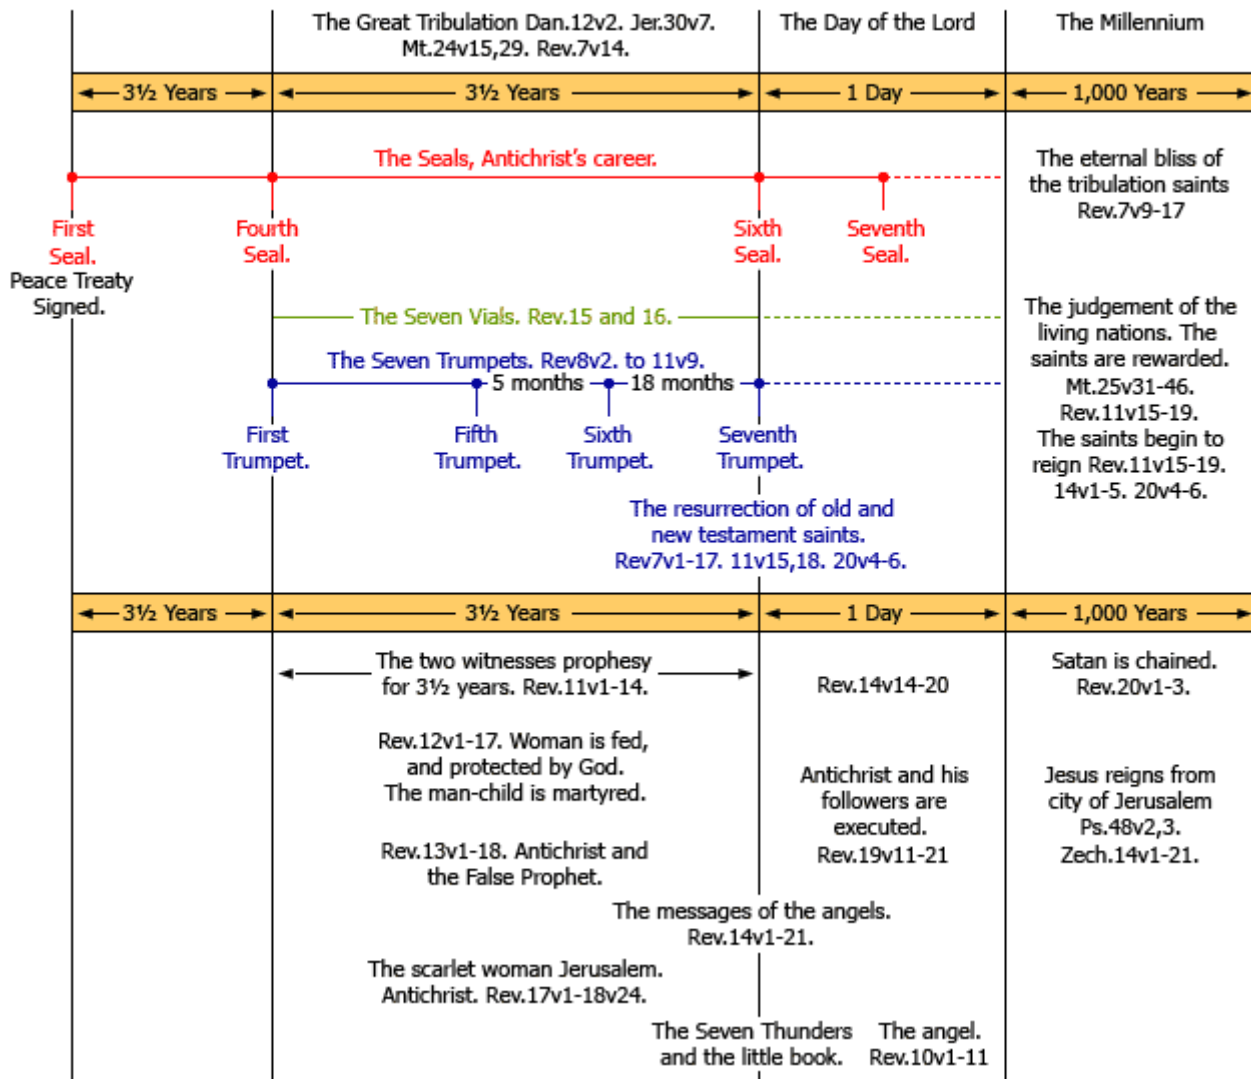 The Great Tribulation Dan.12v2. Jer.30v7.
Mt.24v15,29. Rev.7v14.
The Day of the Lord
The Millennium
3½ Years
3½ Years
1 Day
1,000 Years
The Seals, Antichrist's career.
First
Seal.
Peace Treaty
Signed.
Fourth
Seal.
Sixth
Seal.
Seventh
Seal.
The eternal bliss of
the tribulation saints
Rev.7v9-17
The Seven Vials. Rev.15 and 16.
The Seven Trumpets. Rev8v2. to 11v9.
5 months
18 months
First
Trumpet.
Fifth
Trumpet.
Sixth
Trumpet.
Seventh
Trumpet.
The resurrection of old and
new testament saints.
Rev7v1-17. 11v15,18. 20v4-6.
The judgement of the
living nations. The
saints are rewarded.
Mt.25v31-46.
Rev.11v15-19.
The saints begin to
reign Rev.11v15-19.
14v1-5. 20v4-6.
3½ Years
3½ Years
1 Day
1,000 Years
The two witnesses prophesy
for 3½ years. Rev.11v1-14.
Rev.12v1-17. Woman is fed,
and protected by God.
The man-child is martyred.
Rev.13v1-18. Antichrist and
the False Prophet.
Rev.14v14-20
Antichrist and his
followers are
executed.
Rev.19v11-21
Satan is chained.
Rev.20v1-3.
Jesus reigns from
city of Jerusalem
Ps.48v2,3.
Zech.14v1-21.
The messages of the angels.
Rev.14v1-21.
The scarlet woman Jerusalem.
Antichrist. Rev.17v1-18v24.
The Seven Thunders
and the little book.
The angel.
Rev.10v1-11